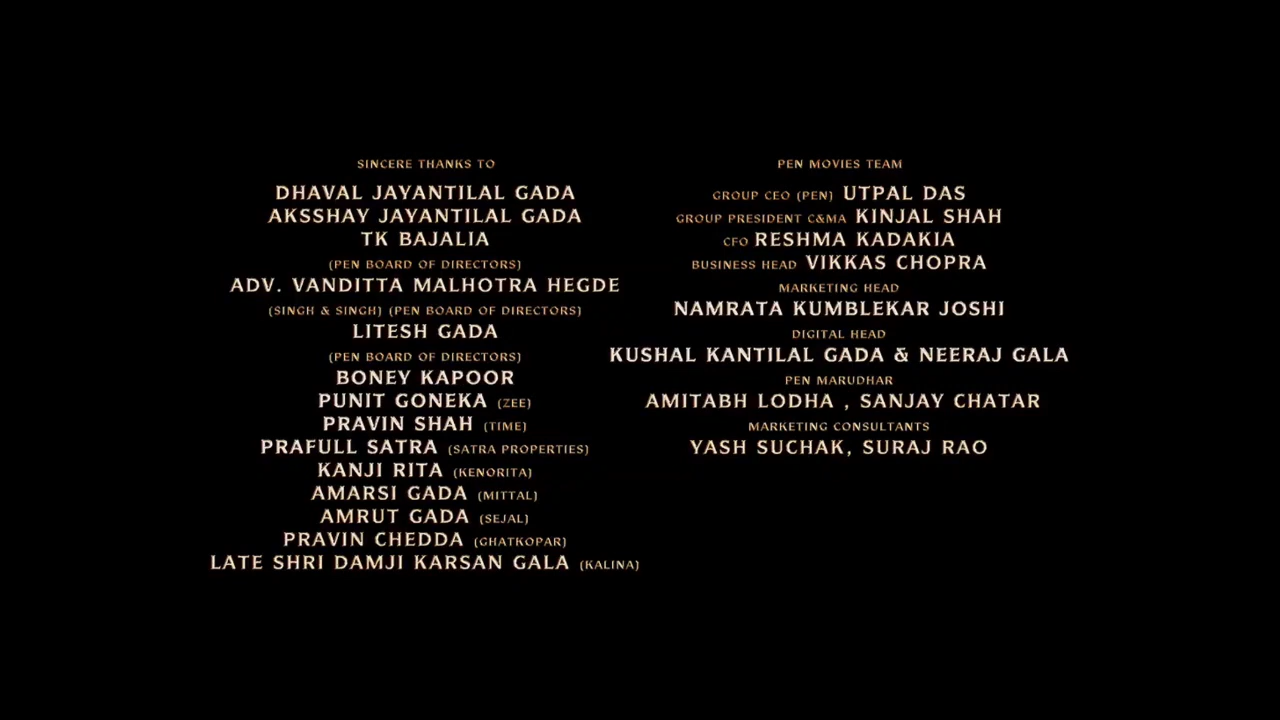 SINCERE THANKS TO
DHAVAL JAYANTILAL GADA
AKSSHAY JAYANTILAL GADA
TK BAJALIA
(PEN BOARD OF DIRECTORS)
ADV. VANDITTA MALHOTRA HEGDE
(SINGH & SINGH) (PEN BOARD OF DIRECTORS)
LITESH GADA
(PEN BOARD OF DIRECTORS)
BONEY KAPOOR
PUNIT GONEKA (ZEE)
PRAVIN SHAH (TIME)
PRAFULL SATRA (SATRA PROPERTIES)
KANJI RITA (KENORITA)
AMARSI GADA (MITTAL)
AMRUT GADA (SEJAL)
PRAVIN CHEDDA (GHATKOPAR)
LATE SHRI DAMJI KARSAN GALA (KALINA)
PEN MOVIES TEAM
GROUP CEO (PEN) UTPAL DAS
GROUP PRESIDENT C&MA KINJAL SHAH
CFO RESHMA KADAKIA
BUSINESS HEAD VIKKAS CHOPRA
MARKETING HEAD
NAMRATA KUMBLEKAR JOSHI
DIGITAL HEAD
KUSHAL KANTILAL GADA & NEERAJ GALA
PEN MARUDHAR
AMITABH LODHA , SANJAY CHATAR
MARKETING CONSULTANTS
YASH SUCHAK, SURAJ RAO